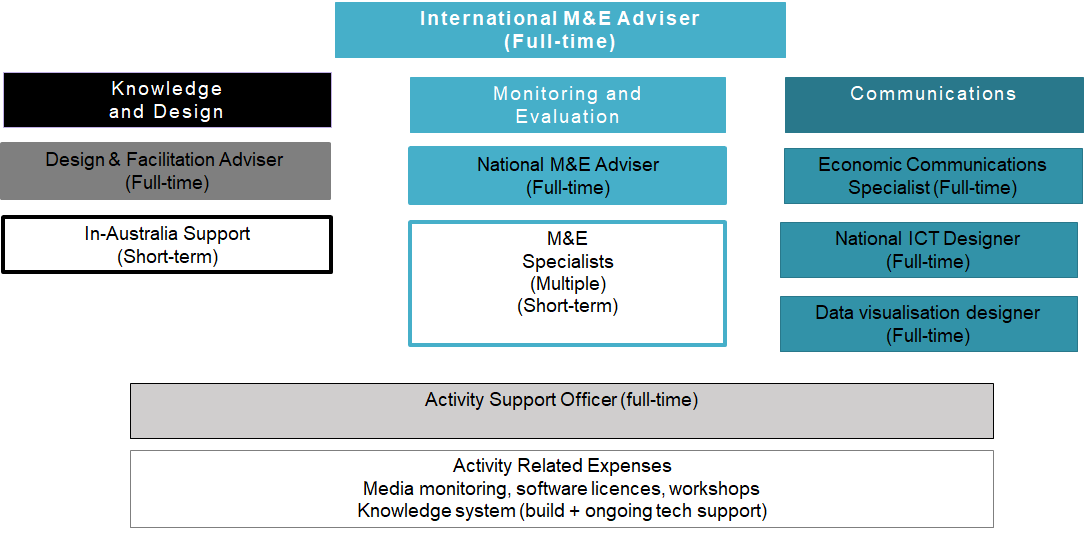 International M&E Adviser
(Full-time)
Knowledge
and Design
Monitoring and
Evaluation
Communications
Design & Facilitation Adviser
(Full-time)
National M&E Adviser
(Full-time)
Economic Communications
Specialist (Full-time)
In-Australia Support
(Short-term)
M&E
Specialists
(Multiple)
(Short-term)
National ICT Designer
(Full-time)
Data visualisation designer
(Full-time)
Activity Support Officer (full-time)
Activity Related Expenses
Media monitoring, software licences, workshops
Knowledge system (build + ongoing tech support)